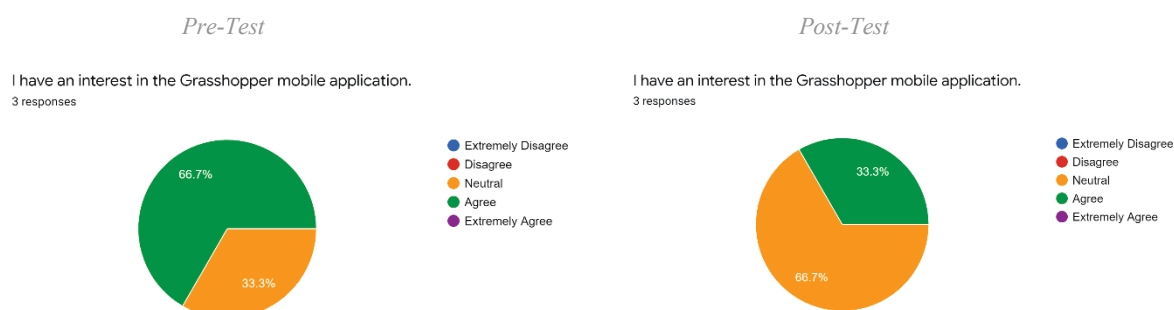 Pre-Test
I have an interest in the Grasshopper mobile application.
3 responses
66.7%
33.3%
Extremely Disagree
Disagree
Neutral
Agree
Extremely Agree
Post-Test
I have an interest in the Grasshopper mobile application.
3 responses
33.3%
66.7%
Extremely Disagree
Disagree
Neutral
Agree
Extremely Agree